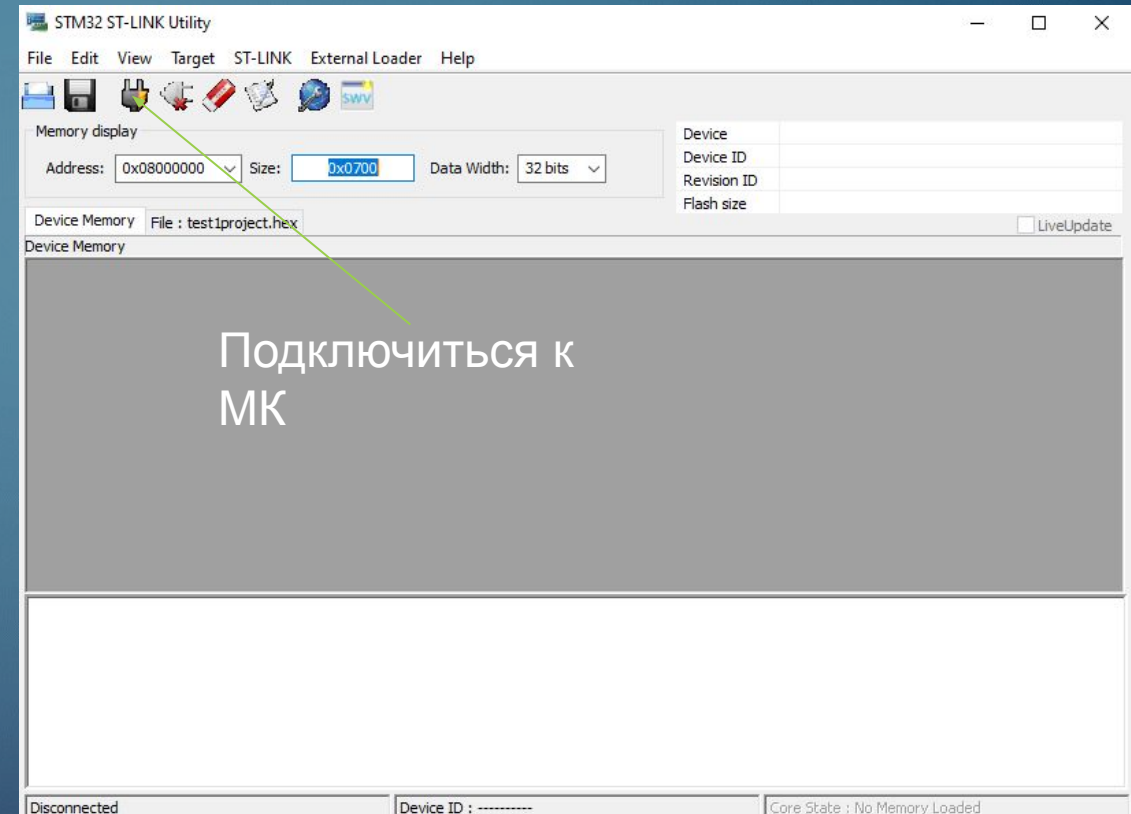 STM32 ST-LINK Utility
File Edit View Target ST-LINK External Loader Help
SWV
Memory display
Address: 0x08000000 Size: 0x0700 Data Width: 32 bits
Device
Device ID
Revision ID
Flash size
Device Memory File : test1project.hex
LiveUpdate
Device Memory
Подключиться к
МК
Disconnected Device ID : ---------- Core State : No Memory Loaded